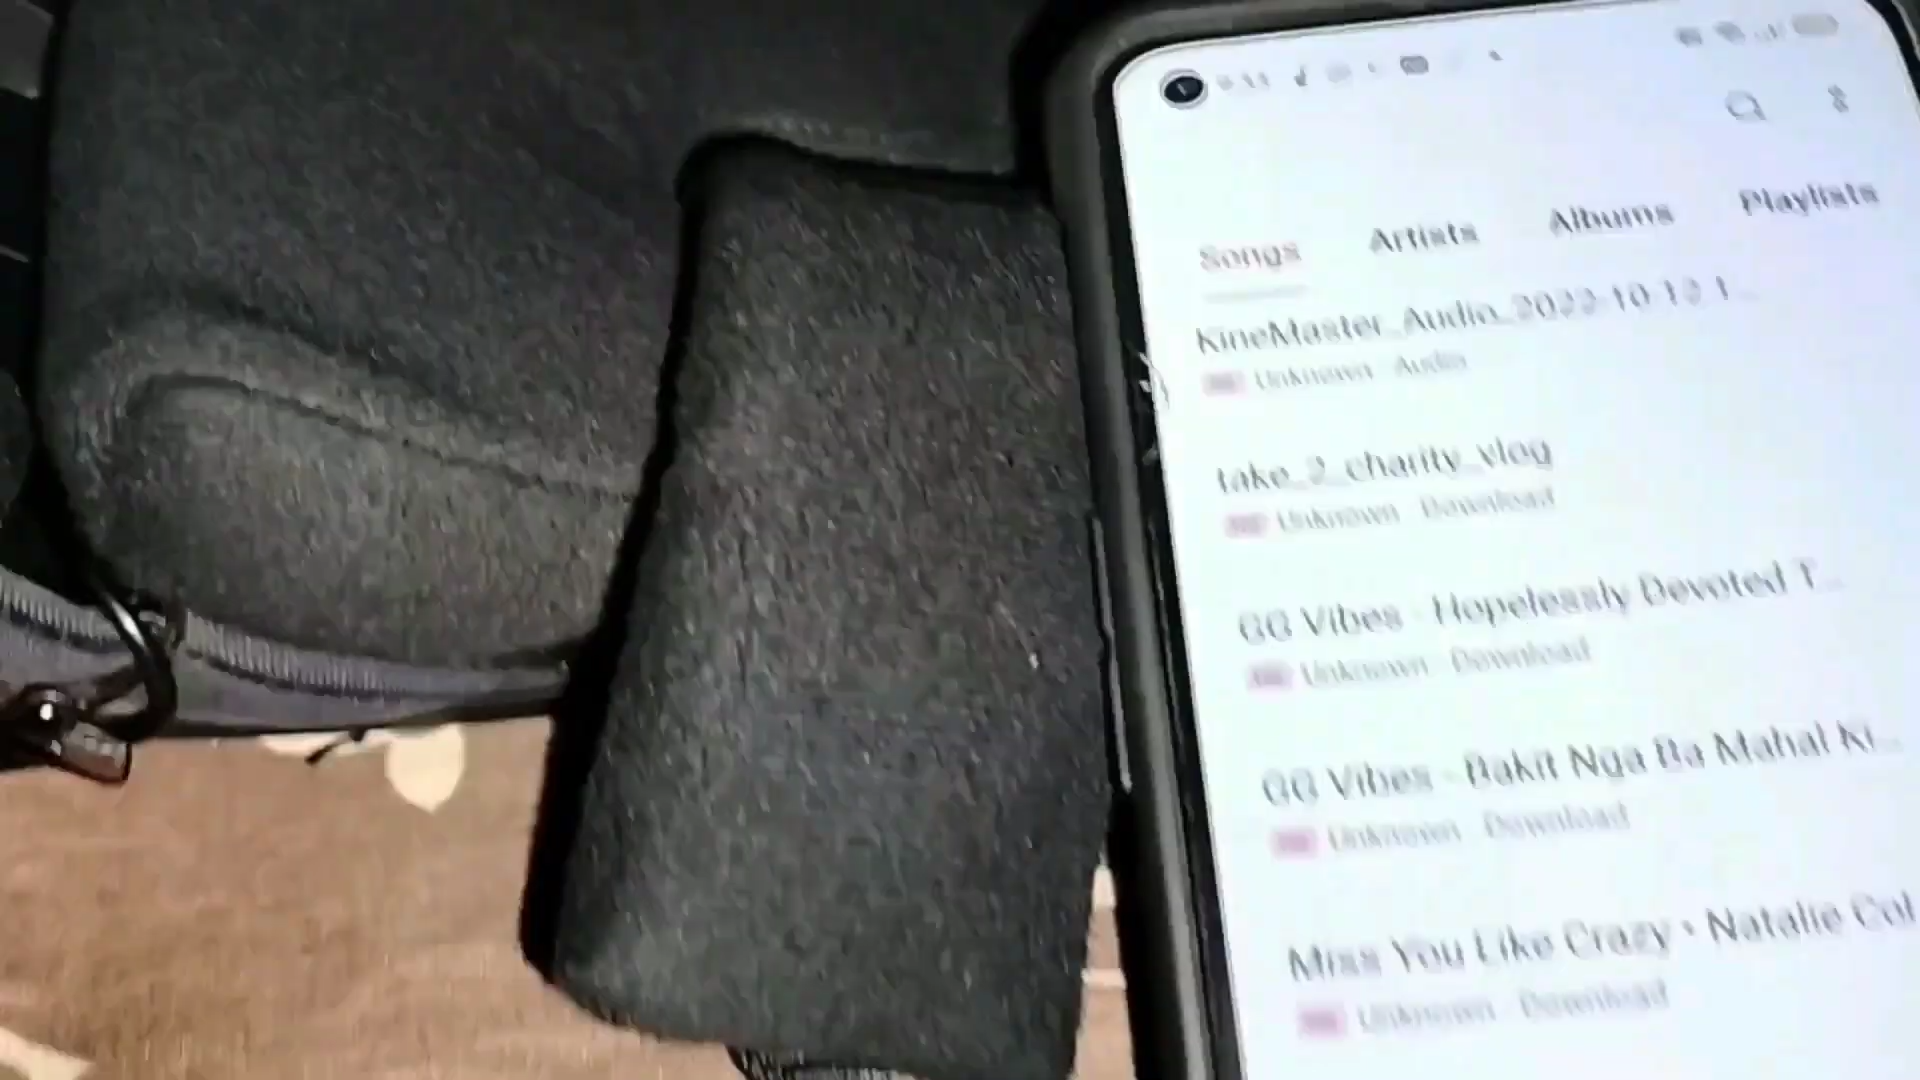 Songs Artists Albums Playlists
KineMaster_Audio_2022-10-12 1...
Unknown Audio
take_2_charity_vlog
Unknown Download
GG Vibes - Hopelessly Devoted T...
Unknown Download
GG Vibes - Bakit Nga Ba Mahal Ki...
Unknown Download
Miss You Like Crazy • Natalie Col
Unknown Download